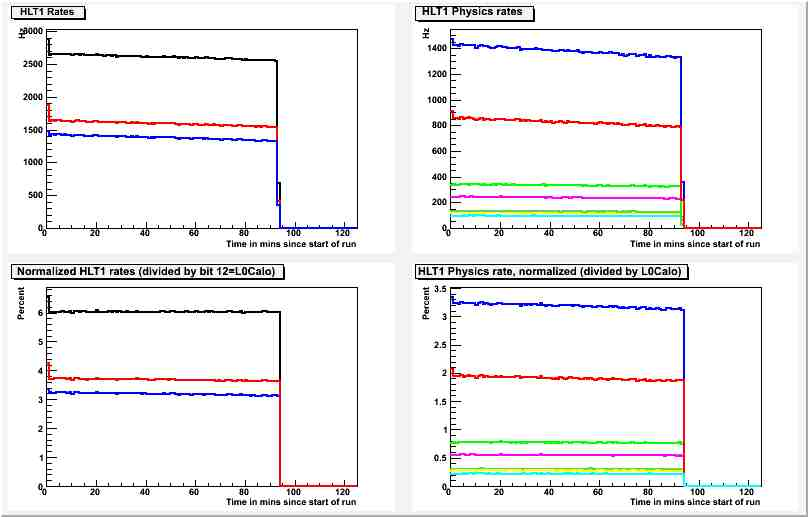 HLT1 Rates
Hz
3000
2500
2000
1500
1000
500
0
0 20 40 60 80 100 120
Time in mins since start of run
HLT1 Physics rates
Hz
1400
1200
1000
800
600
400
200
0
0 20 40 60 80 100 120
Time in mins since start of run
Normalized HLT1 rates (divided by bit 12=L0Calo)
Percent
6
5
4
3
2
1
0
0 20 40 60 80 100 120
Time in mins since start of run
HLT1 Physics rate, normalized (divided by L0Calo)
Percent
3.5
3
2.5
2
1.5
1
0.5
0
0 20 40 60 80 100 120
Time in mins since start of run